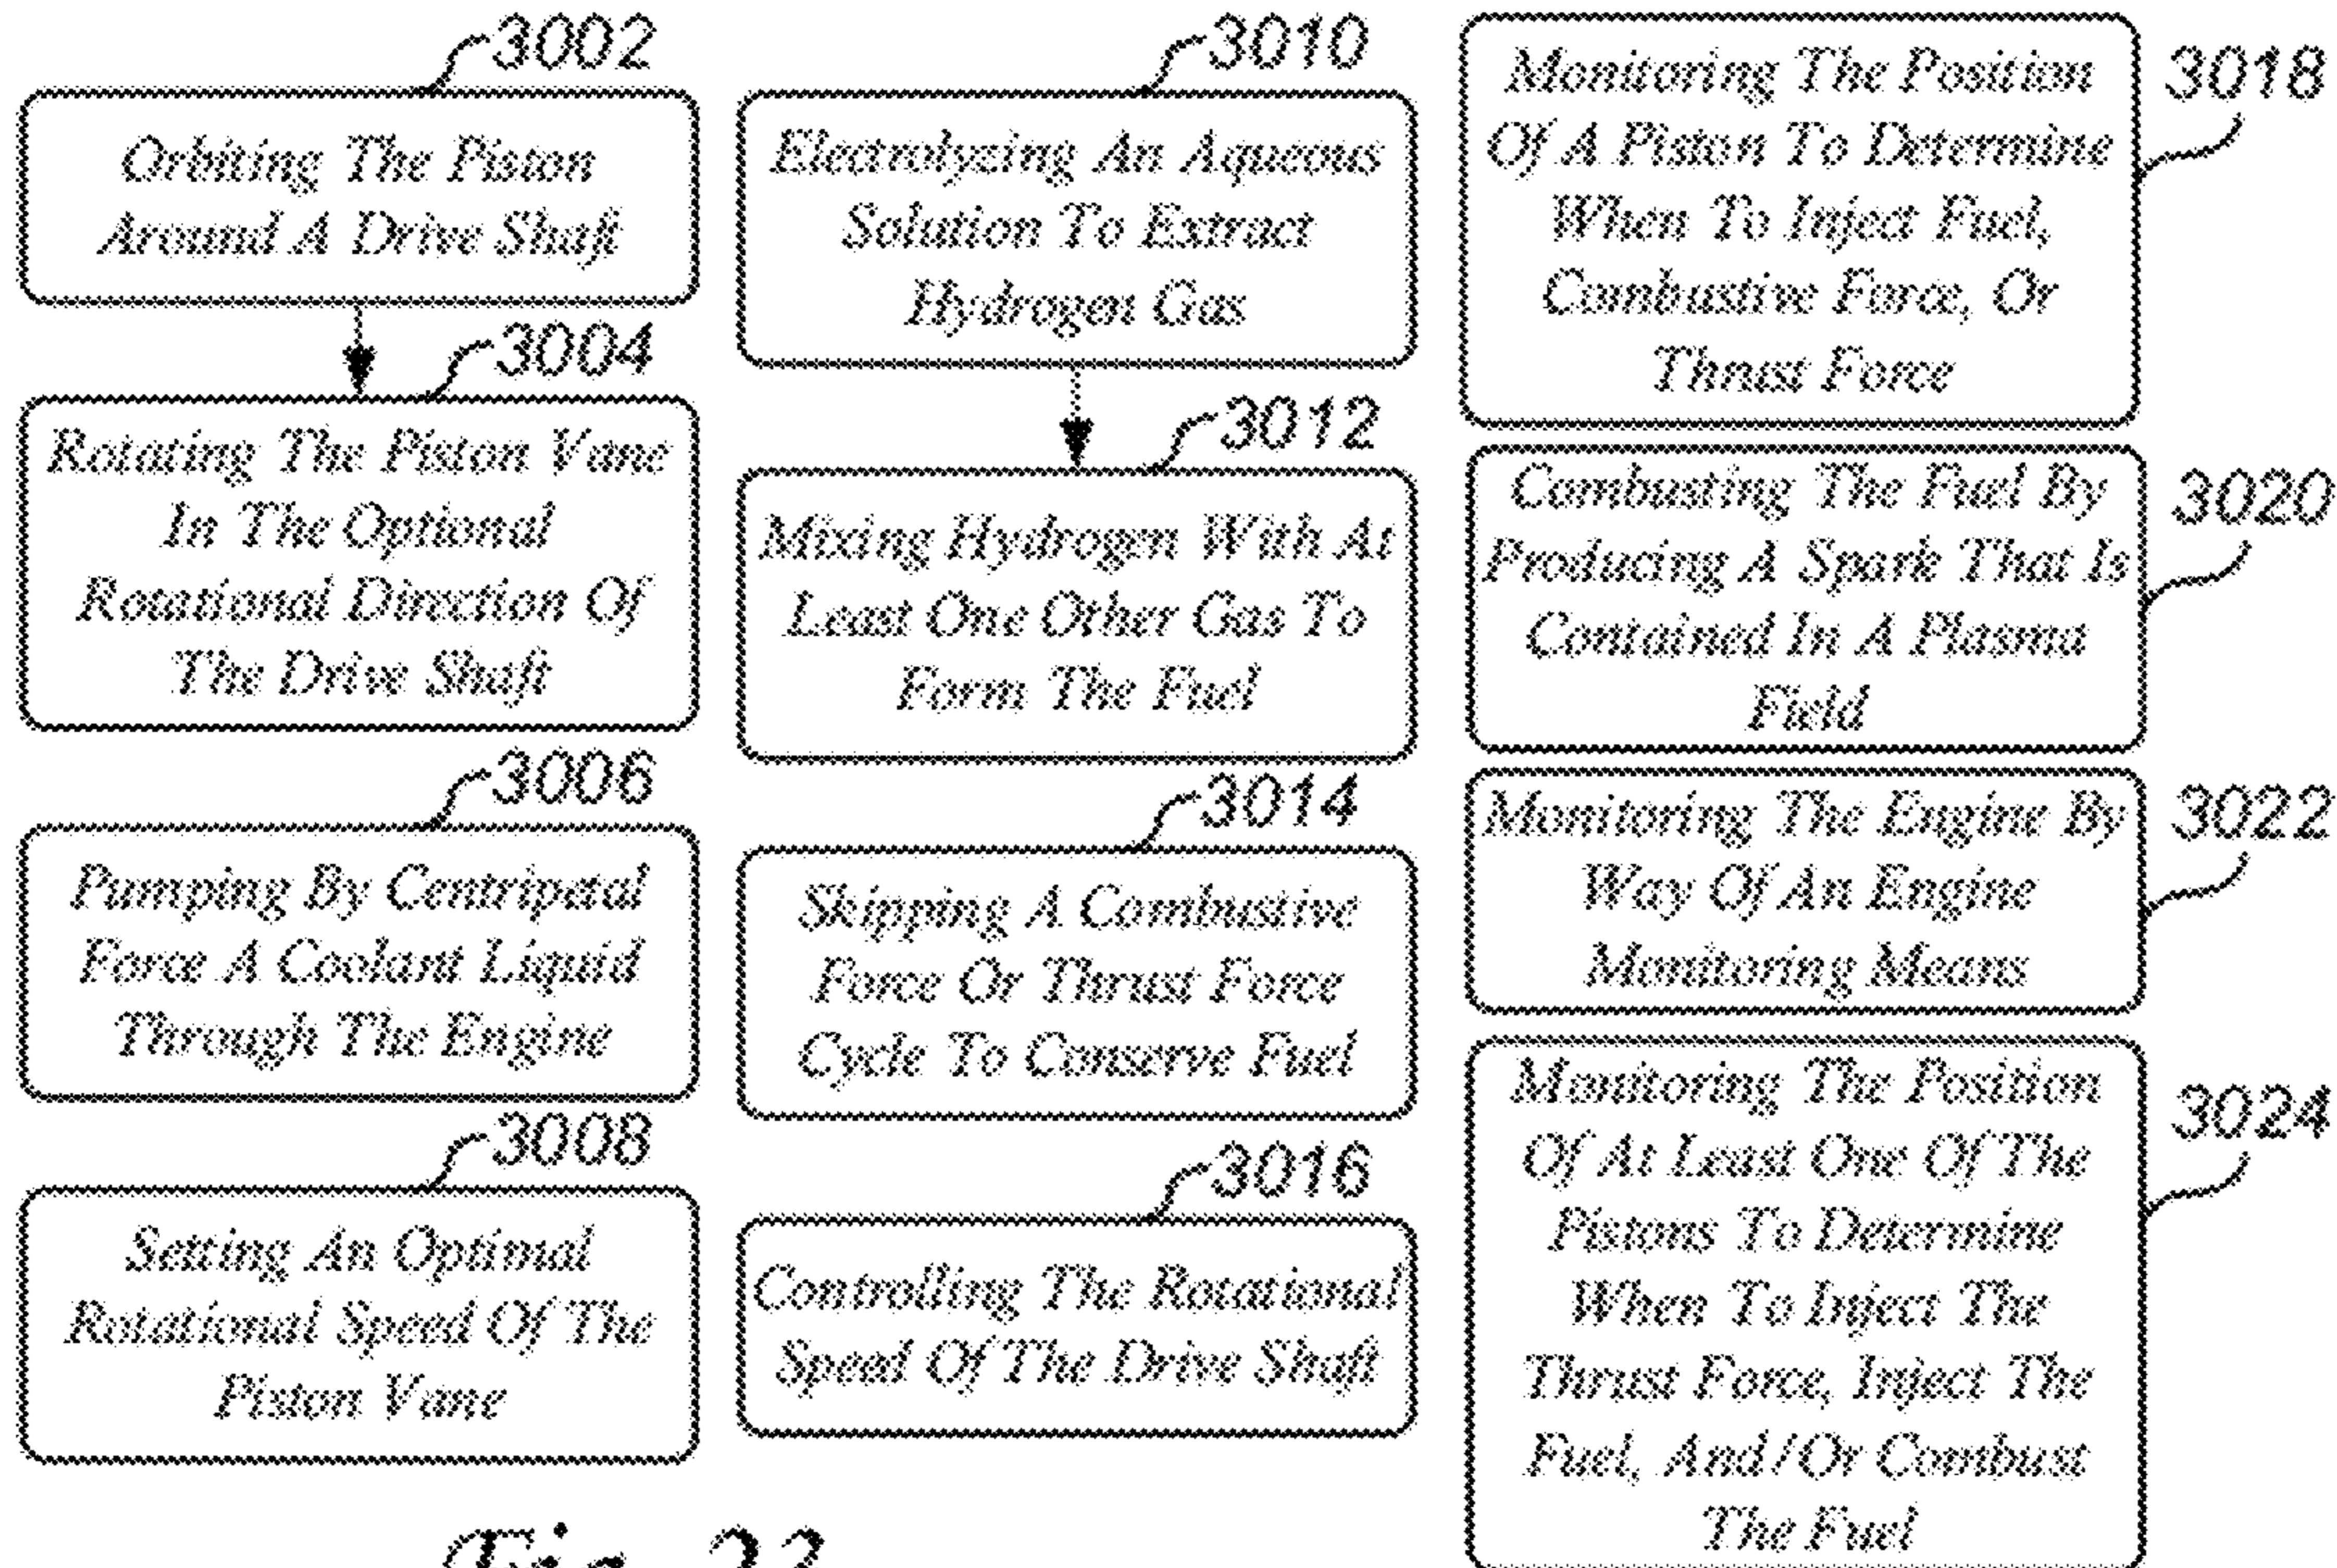 3002
Orbiting The Piston
Around A Drive Shaft
3004
Rotating The Piston Vane
In The Optional
Rotational Direction Of
The Drive Shaft
3006
Pumping By Centripetal
Force A Coolant Liquid
Through The Engine
3008
Setting An Optimal
Rotational Speed Of The
Piston Vane
3010
Electrolyzing An Aqueous
Solution To Extract
Hydrogen Gas
3012
Mixing Hydrogen With At
Least One Other Gas To
Form The Fuel
3014
Skipping A Combustive
Force Or Thrust Force
Cycle To Conserve Fuel
3016
Controlling The Rotational
Speed Of The Drive Shaft
3018
Monitoring The Position
Of A Piston To Determine
When To Inject Fuel,
Combustive Force, Or
Thrust Force
3020
Combusting The Fuel By
Producing A Spark That Is
Contained In A Plasma
Field
3022
Monitoring The Engine By
Way Of An Engine
Monitoring Means
3024
Monitoring The Position
Of At Least One Of The
Pistons To Determine
When To Inject The
Thrust Force, Inject The
Fuel, And/Or Combust
The Fuel